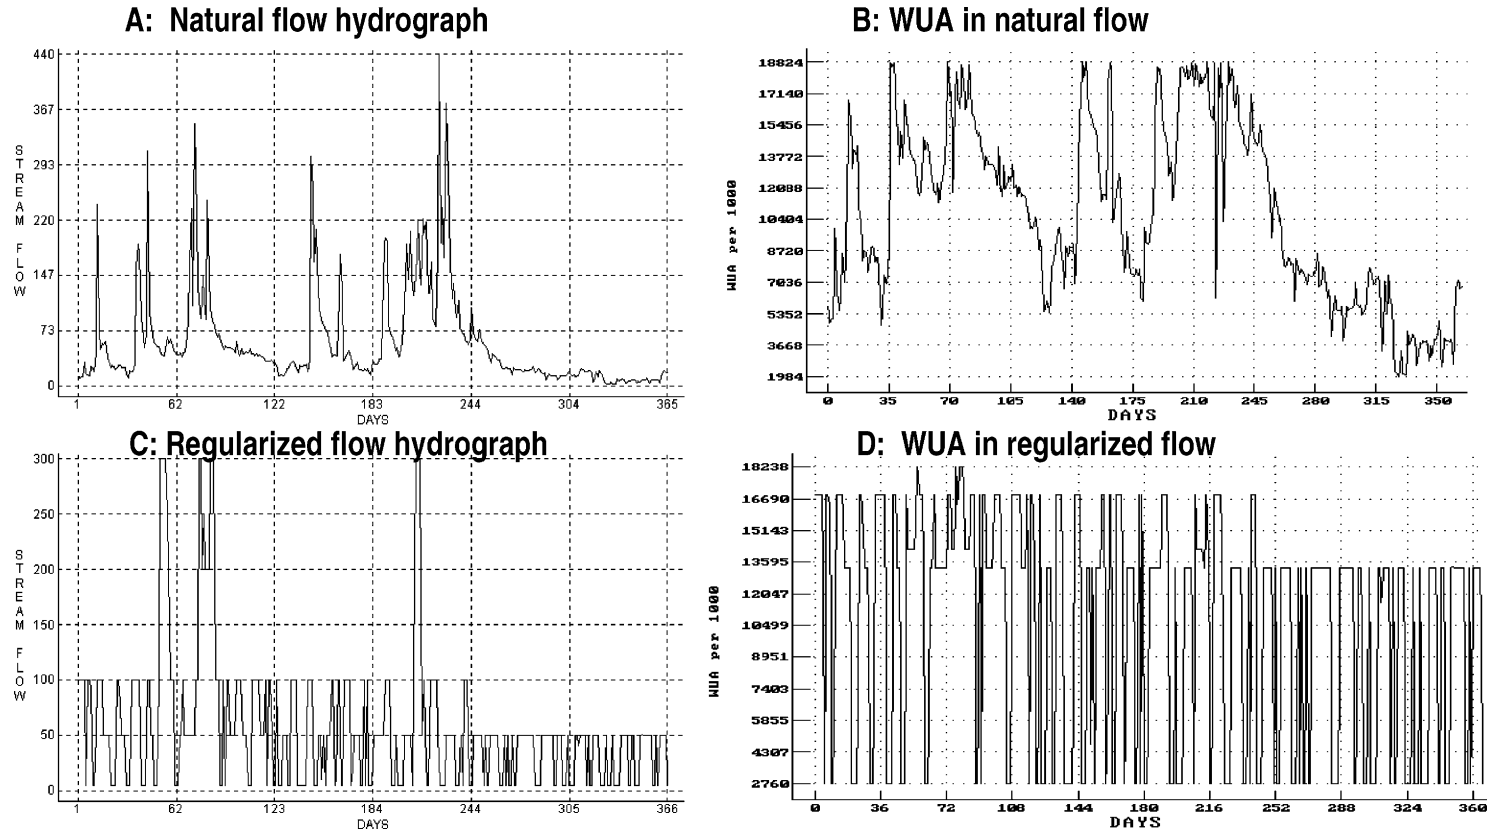 A: Natural flow hydrograph
440
367
293
220
147
73
0
STREAM FLOW
1 62 122 183 244 304 365
DAYS
B: WUA in natural flow
18824
17140
15456
13772
12088
10404
8720
7036
5352
3668
1984
WUA per 1000
0 35 70 105 140 175 210 245 280 315 350
DAYS
C: Regularized flow hydrograph
300
250
200
150
100
50
0
STREAM FLOW
1 62 123 184 244 305 366
DAYS
D: WUA in regularized flow
18238
16690
15143
13595
12047
10499
8951
7403
5855
4307
2760
WUA per 1000
0 36 72 108 144 180 216 252 288 324 360
DAYS